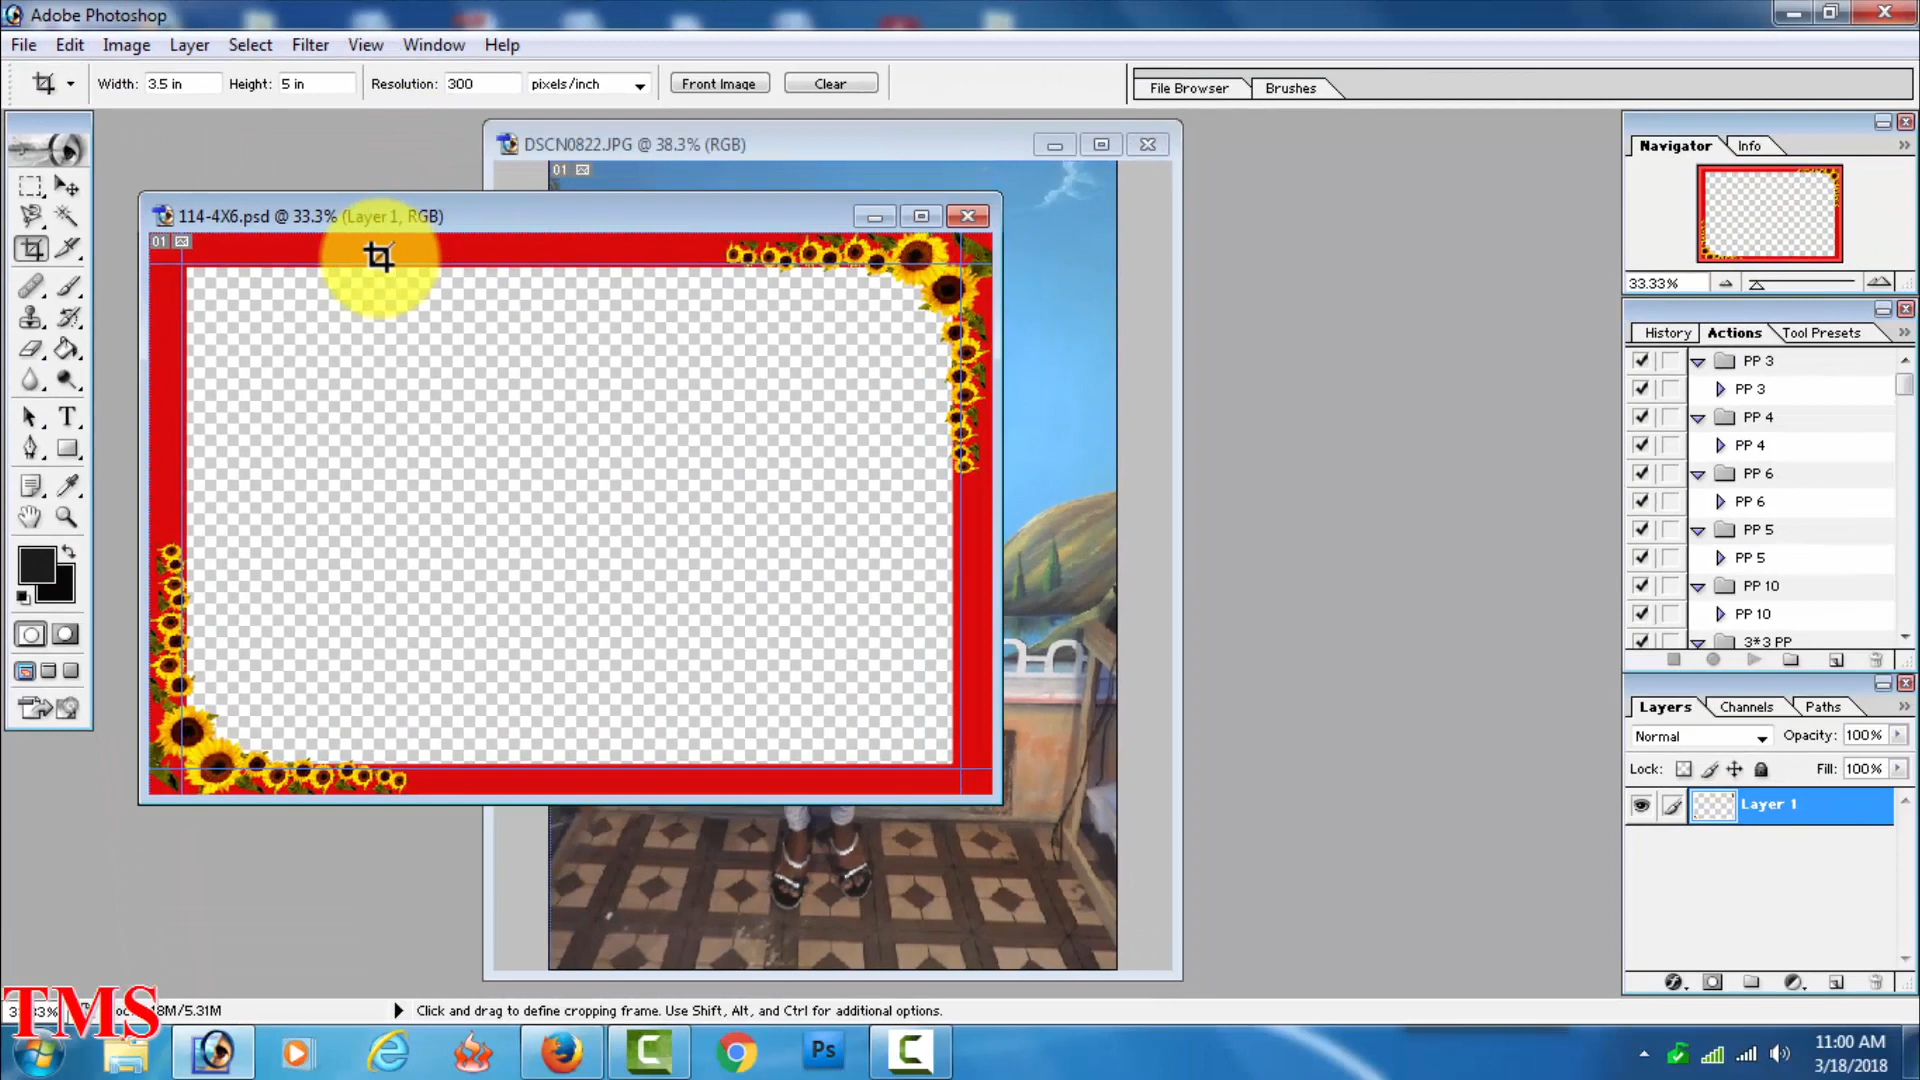 Adobe Photoshop
File Edit Image Layer Select Filter View Window Help
Width: 3.5 in Height: 5 in Resolution: 300 pixels/inch Front Image Clear File Browser Brushes
DSCN0822.JPG @ 38.3% (RGB)
01
114-4X6.psd @ 33.3% (Layer 1, RGB)
01
Navigator Info
33.33%
History Actions Tool Presets
PP 3
PP 3
PP 4
PP 4
PP 6
PP 6
PP 5
PP 5
PP 10
PP 10
3*3 PP
Layers Channels Paths
Normal Opacity: 100%
Lock: Fill: 100%
Layer 1
TMS
M/5.31M Click and drag to define cropping frame. Use Shift, Alt, and Ctrl for additional options.
Ps
11:00 AM
3/18/2018